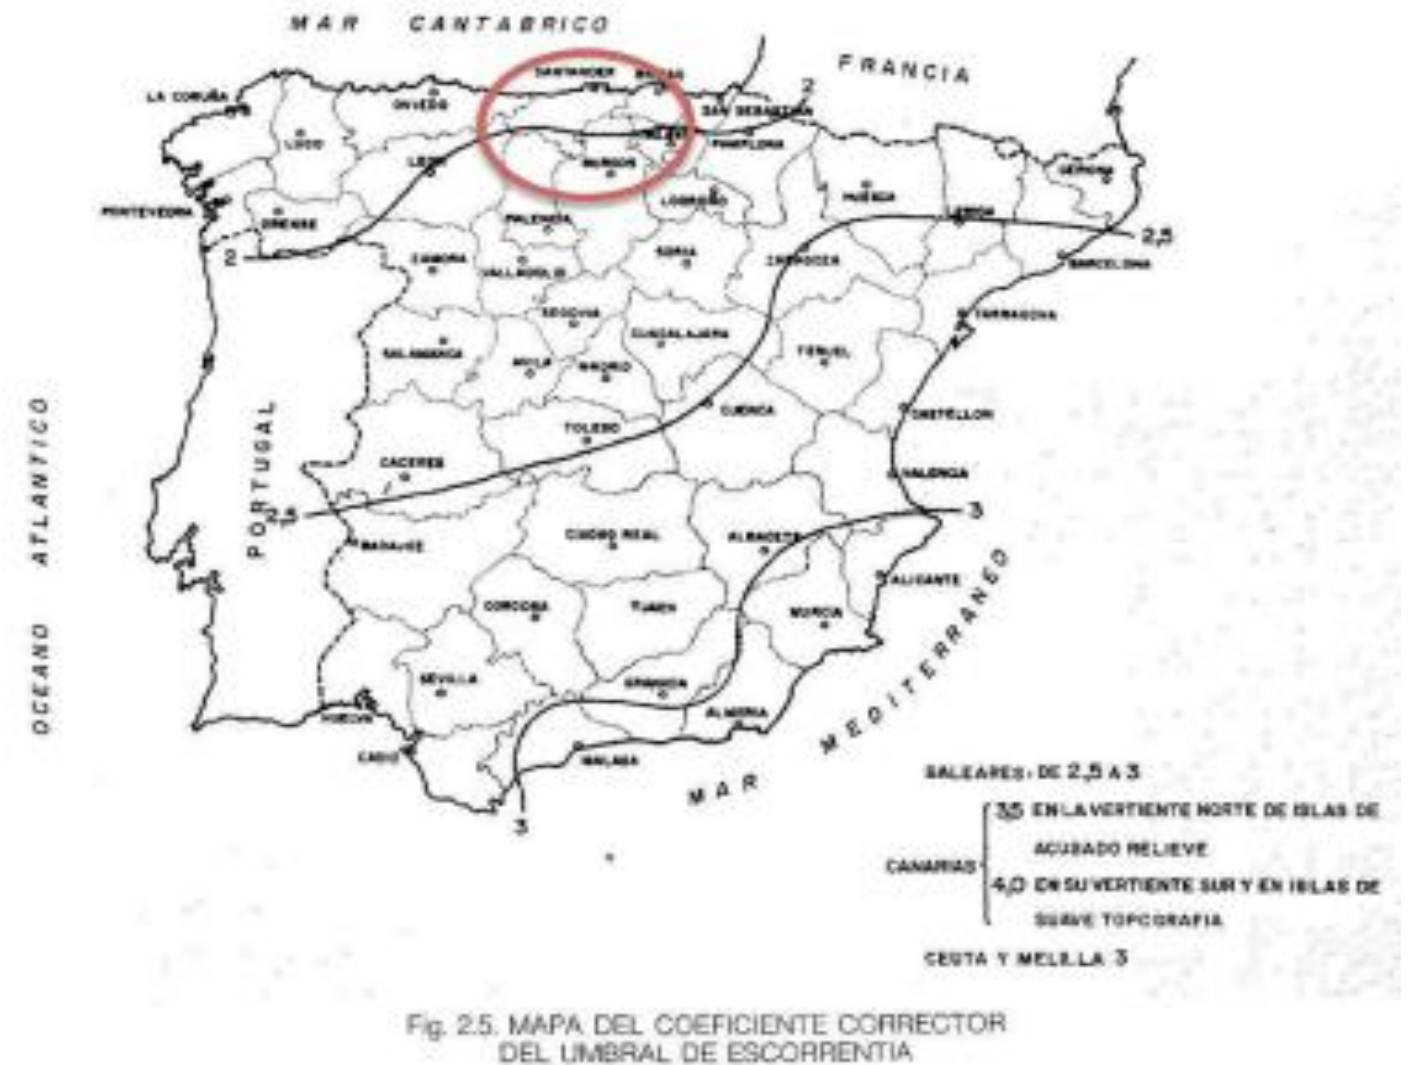 MAR CANTABRICO
FRANCIA
SANTANDER
LA CORUÑA
OVIEDO
SAN SEBASTIAN
2
LUGO
LEON
PAMPLONA
BURGOS
GERONA
PONTEVEDRA
ORENSE
LOGROÑO
HUESCA
PALENCIA
LERIDA
2
2,5
ZAMORA
VALLADOLID
SORIA
ZARAGOZA
BARCELONA
SEGOVIA
TARRAGONA
SALAMANCA
AVILA
MADRID
GUADALAJARA
TERUEL
CUENCA
CASTELLON
TOLEDO
CACERES
VALENCIA
PORTUGAL
OCEANO ATLANTICO
2,5
3
BADAJOZ
CIUDAD REAL
ALBACETE
ALICANTE
CORDOBA
MURCIA
SEVILLA
GRANADA
ALMERIA
HUELVA
CADIZ
MALAGA
MAR MEDITERRANEO
3
BALEARES: DE 2,5 A 3
CANARIAS
3,5 EN LA VERTIENTE NORTE DE ISLAS DE
ACUSADO RELIEVE
4,0 EN SU VERTIENTE SUR Y EN ISLAS DE
SUAVE TOPOGRAFIA
CEUTA Y MELILLA 3
Fig. 2.5. MAPA DEL COEFICIENTE CORRECTOR
DEL UMBRAL DE ESCORRENTIA